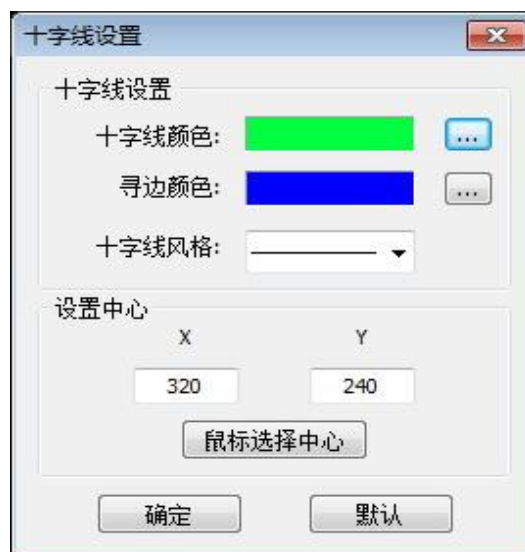 十字线设置
十字线设置
十字线颜色:
...
寻边颜色:
...
十字线风格:
设置中心
X Y
320 240
鼠标选择中心
确定 默认